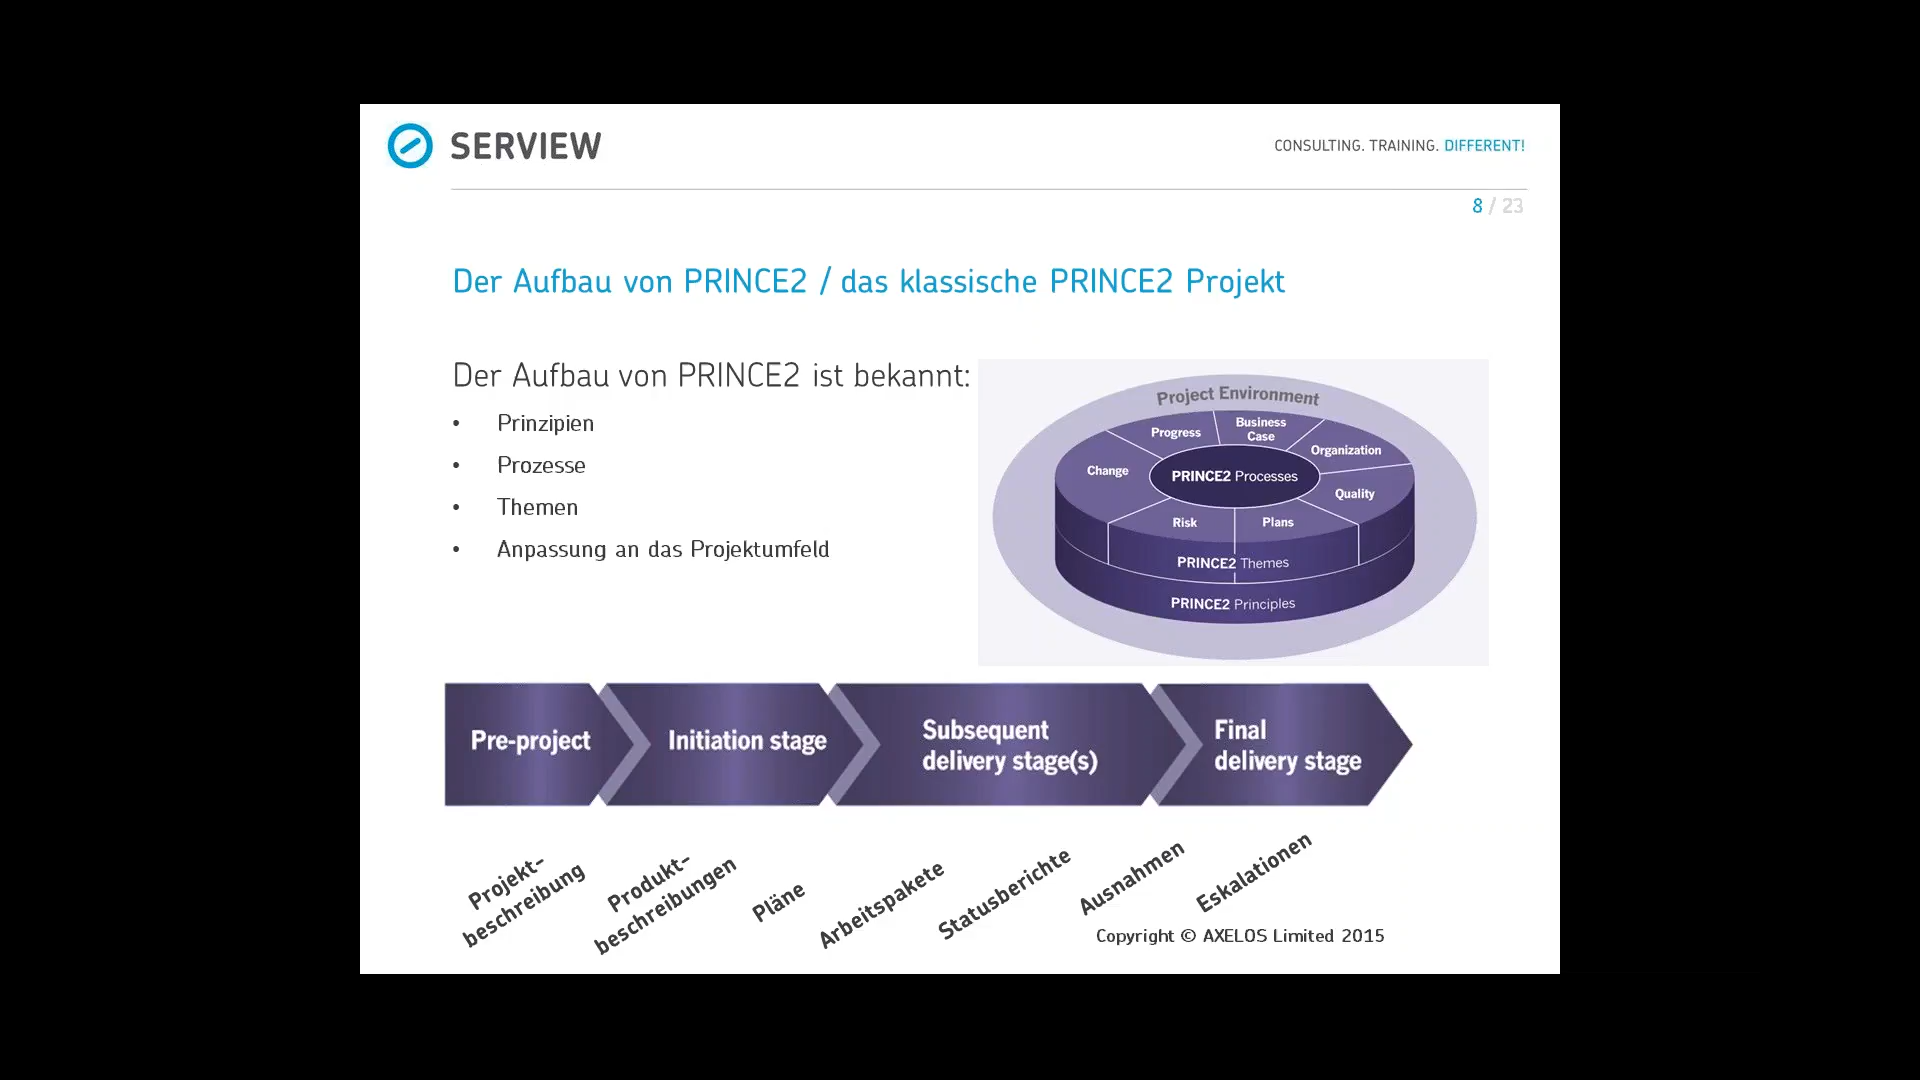 SERVIEW
CONSULTING. TRAINING. DIFFERENT!
8 / 23
Der Aufbau von PRINCE2 / das klassische PRINCE2 Projekt
Der Aufbau von PRINCE2 ist bekannt:
• Prinzipien
• Prozesse
• Themen
• Anpassung an das Projektumfeld
Project Environment
Progress
Business
Case
Organization
Change
PRINCE2 Processes
Quality
Risk
Plans
PRINCE2 Themes
PRINCE2 Principles
Pre-project
Initiation stage
Subsequent
delivery stage(s)
Final
delivery stage
Projekt-
beschreibung
Produkt-
beschreibungen
Pläne
Arbeitspakete
Statusberichte
Ausnahmen
Eskalationen
Copyright © AXELOS Limited 2015